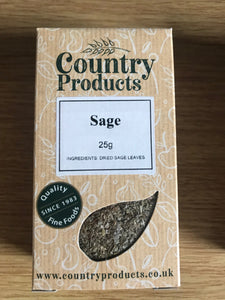 Country
Products
Sage
25g
INGREDIENTS: DRIED SAGE LEAVES
Quality
SINCE 1983
Fine Foods
www.countryproducts.co.uk